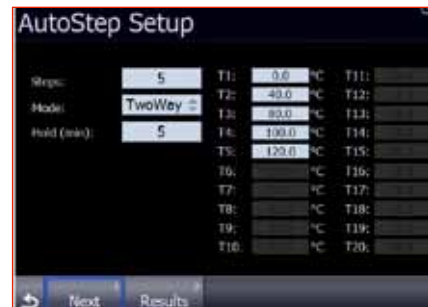 AutoStep Setup
Steps: 5
Mode: TwoWay
Hold (min): 5
T1: 0.0 °C T11:
T2: 40.0 °C T12:
T3: 80.0 °C T13:
T4: 100.0 °C T14:
T5: 120.0 °C T15:
T6: °C T16:
T7: °C T17:
T8: °C T18:
T9: °C T19:
T10: °C T20:
Next Results